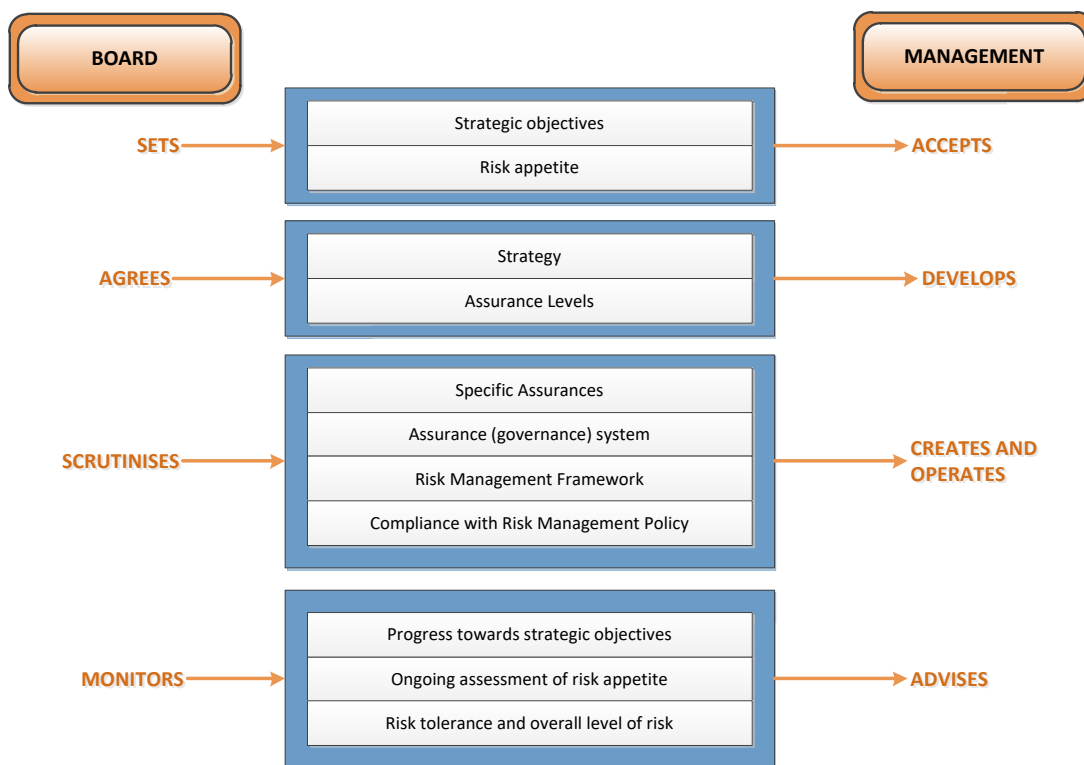 BOARD
MANAGEMENT
SETS
Strategic objectives
Risk appetite
ACCEPTS
AGREES
Strategy
Assurance Levels
DEVELOPS
SCRUTINISES
Specific Assurances
Assurance (governance) system
Risk Management Framework
Compliance with Risk Management Policy
CREATES AND
OPERATES
MONITORS
Progress towards strategic objectives
Ongoing assessment of risk appetite
Risk tolerance and overall level of risk
ADVISES